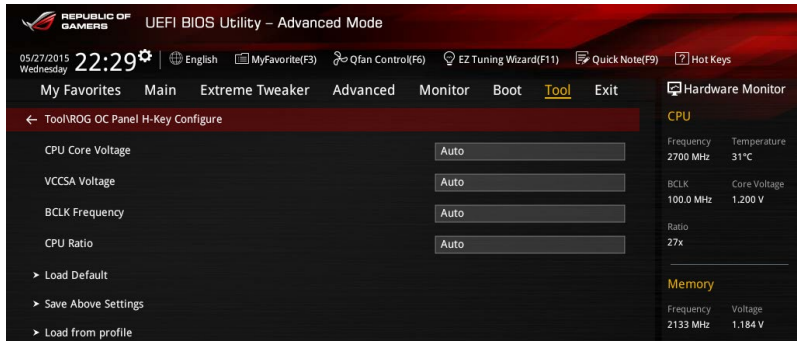 REPUBLIC OF
GAMERS
UEFI BIOS Utility – Advanced Mode
05/27/2015
Wednesday
22:29
English
MyFavorite(F3)
Qfan Control(F6)
EZ Tuning Wizard(F11)
Quick Note(F9)
? Hot Keys
My Favorites Main Extreme Tweaker Advanced Monitor Boot Tool Exit
Hardware Monitor
← Tool\ROG OC Panel H-Key Configure
CPU Core Voltage Auto
VCCSA Voltage Auto
BCLK Frequency Auto
CPU Ratio Auto
> Load Default
> Save Above Settings
> Load from profile
CPU
Frequency Temperature
2700 MHz 31°C
BCLK Core Voltage
100.0 MHz 1.200 V
Ratio
27x
Memory
Frequency Voltage
2133 MHz 1.184 V